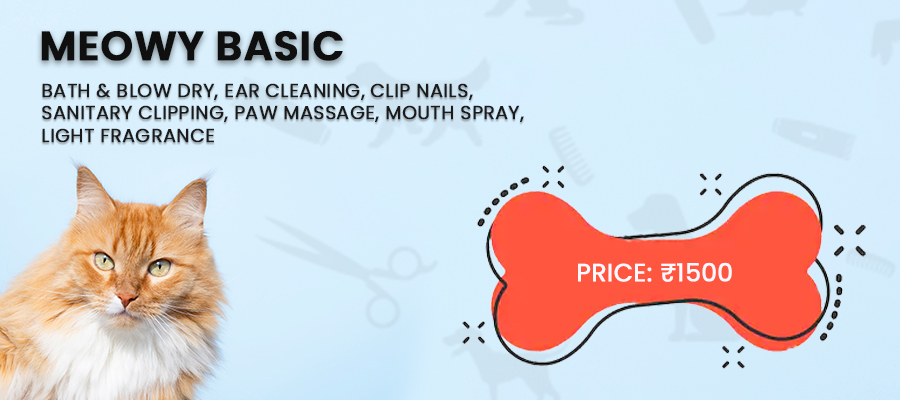 MEOWY BASIC
BATH & BLOW DRY, EAR CLEANING, CLIP NAILS,
SANITARY CLIPPING, PAW MASSAGE, MOUTH SPRAY,
LIGHT FRAGRANCE
PRICE: ₹1500